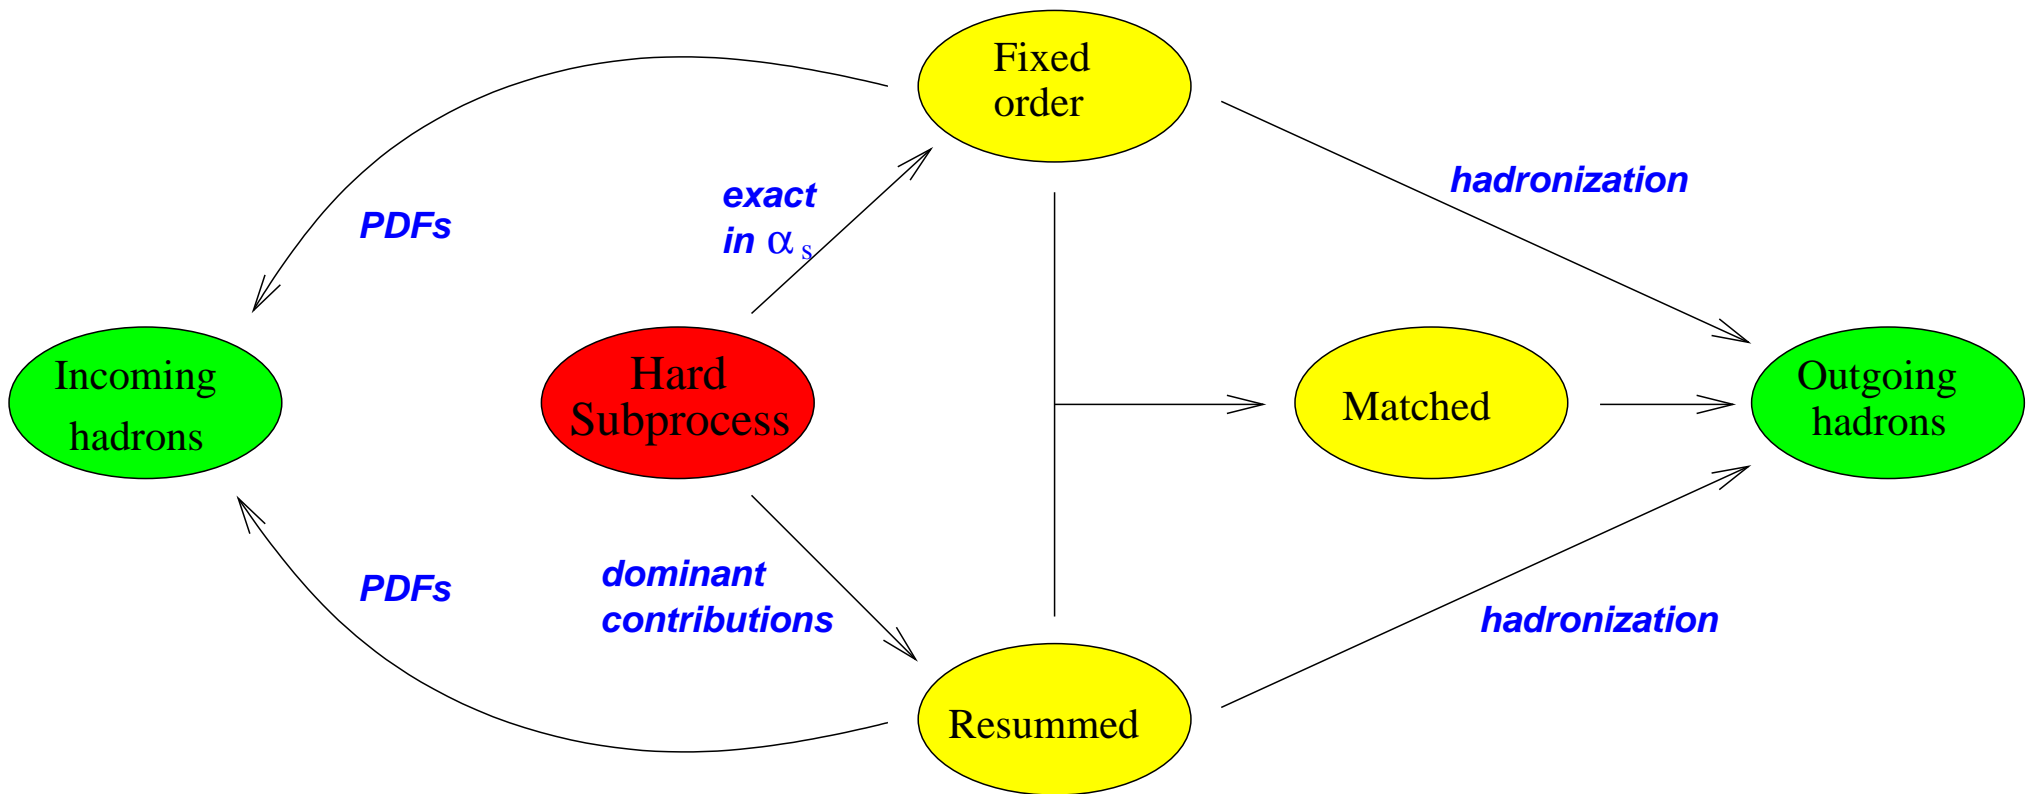 Fixed
order
hadronization
exact
in α s
PDFs
Incoming
hadrons
Hard
Subprocess
Matched
Outgoing
hadrons
PDFs
dominant
contributions
hadronization
Resummed